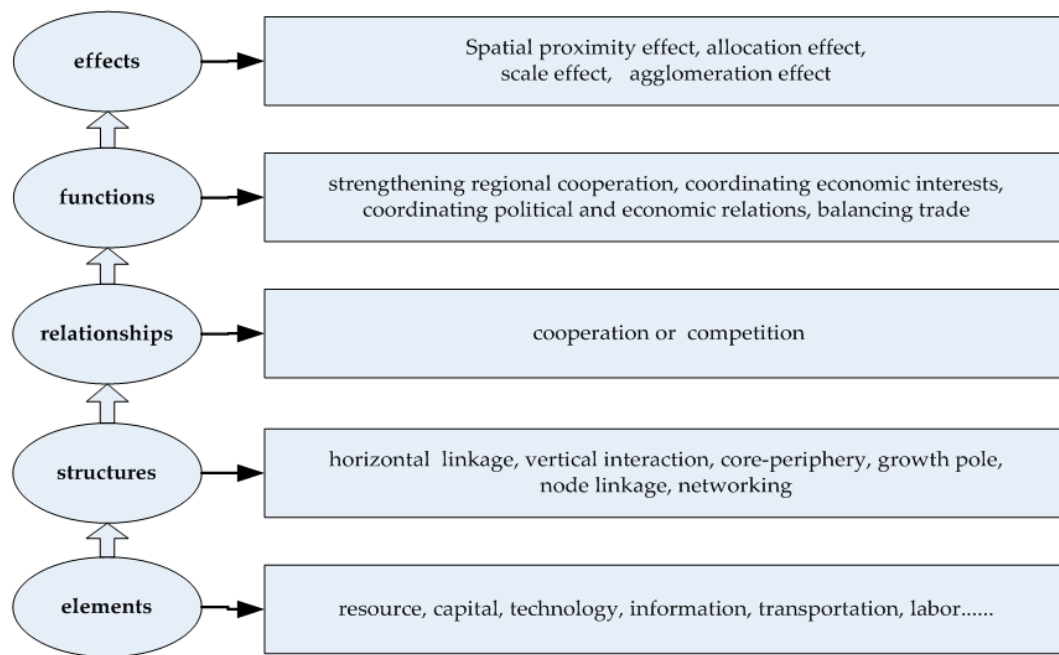 effects
Spatial proximity effect, allocation effect,
scale effect, agglomeration effect
functions
strengthening regional cooperation, coordinating economic interests,
coordinating political and economic relations, balancing trade
relationships
cooperation or competition
structures
horizontal linkage, vertical interaction, core-periphery, growth pole,
node linkage, networking
elements
resource, capital, technology, information, transportation, labor......